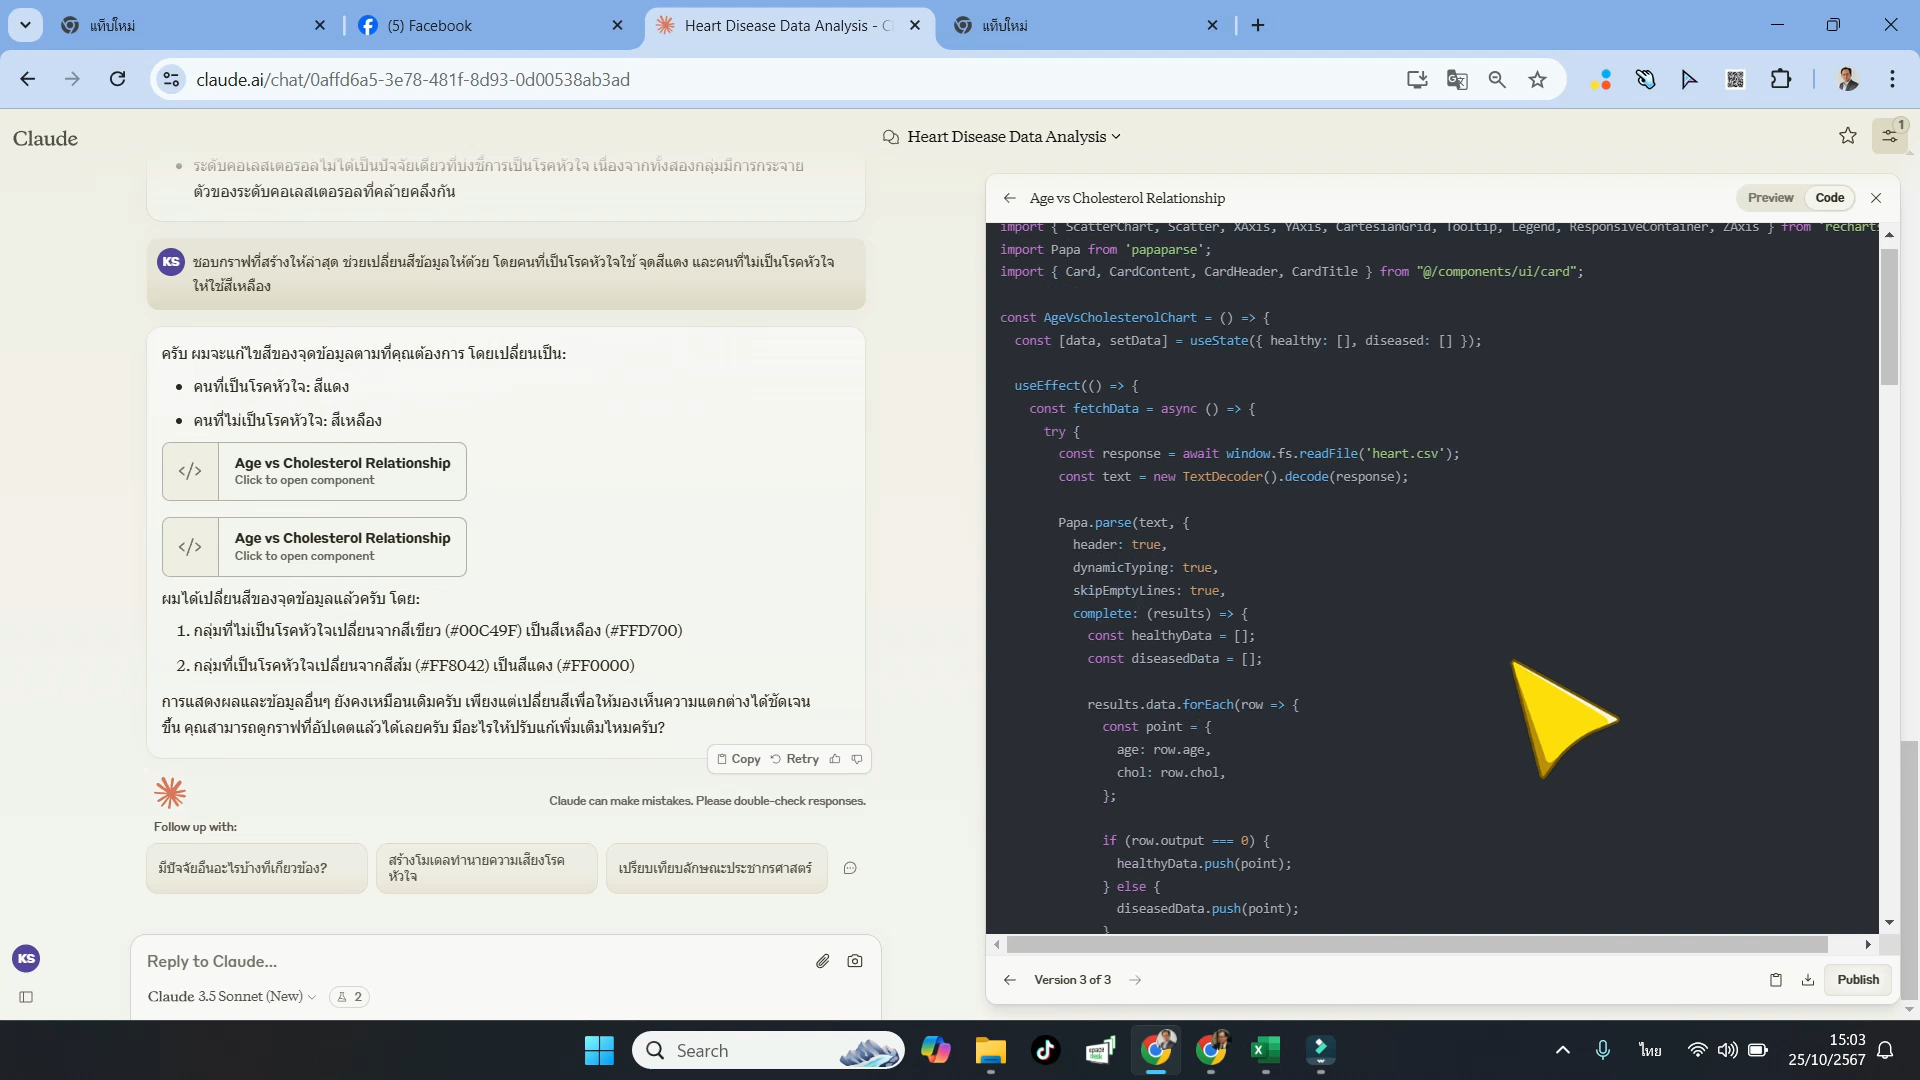 แท็บใหม่
(5) Facebook
Heart Disease Data Analysis - Cl
แท็บใหม่
claude.ai/chat/0affd6a5-3e78-481f-8d93-0d00538ab3ad
Claude
Heart Disease Data Analysis
1
ระดับคอเลสเตอรอลไม่ได้เป็นปัจจัยเดียวที่บ่งชี้การเป็นโรคหัวใจ เนื่องจากทั้งสองกลุ่มมีการกระจาย
ตัวของระดับคอเลสเตอรอลที่คล้ายคลึงกัน
KS
ชอบกราฟที่สร้างให้ล่าสุด ช่วยเปลี่ยนสีข้อมูลให้ด้วย โดยคนที่เป็นโรคหัวใจใช้ จุดสีแดง และคนที่ไม่เป็นโรคหัวใจ
ให้ใช้สีเหลือง
ครับ ผมจะแก้ไขสีของจุดข้อมูลตามที่คุณต้องการ โดยเปลี่ยนเป็น:
• คนที่เป็นโรคหัวใจ: สีแดง
• คนที่ไม่เป็นโรคหัวใจ: สีเหลือง
</> Age vs Cholesterol Relationship
Click to open component
</> Age vs Cholesterol Relationship
Click to open component
ผมได้เปลี่ยนสีของจุดข้อมูลแล้วครับ โดย:
1. กลุ่มที่ไม่เป็นโรคหัวใจเปลี่ยนจากสีเขียว (#00C49F) เป็นสีเหลือง (#FFD700)
2. กลุ่มที่เป็นโรคหัวใจเปลี่ยนจากสีส้ม (#FF8042) เป็นสีแดง (#FF0000)
การแสดงผลและข้อมูลอื่นๆ ยังคงเหมือนเดิมครับ เพียงแต่เปลี่ยนสีเพื่อให้มองเห็นความแตกต่างได้ชัดเจน
ขึ้น คุณสามารถดูกราฟที่อัปเดตแล้วได้เลยครับ มีอะไรให้ปรับแก้เพิ่มเติมไหมครับ?
Copy Retry
Claude can make mistakes. Please double-check responses.
Follow up with:
มีปัจจัยอื่นอะไรบ้างที่เกี่ยวข้อง?
สร้างโมเดลทำนายความเสี่ยงโรค
หัวใจ
เปรียบเทียบลักษณะประชากรศาสตร์
KS
Reply to Claude...
Claude 3.5 Sonnet (New)
2
Age vs Cholesterol Relationship
Preview Code
import { ScatterChart, Scatter, XAxis, YAxis, CartesianGrid, Tooltip, Legend, ResponsiveContainer, ZAxis } from 'rechart
import Papa from 'papaparse';
import { Card, CardContent, CardHeader, CardTitle } from "@/components/ui/card";
const AgeVsCholesterolChart = () => {
const [data, setData] = useState({ healthy: [], diseased: [] });
useEffect(() => {
const fetchData = async () => {
try {
const response = await window.fs.readFile('heart.csv');
const text = new TextDecoder().decode(response);
Papa.parse(text, {
header: true,
dynamicTyping: true,
skipEmptyLines: true,
complete: (results) => {
const healthyData = [];
const diseasedData = [];
results.data.forEach(row => {
const point = {
age: row.age,
chol: row.chol,
};
if (row.output === 0) {
healthyData.push(point);
} else {
diseasedData.push(point);
}
Version 3 of 3
Publish
Search
ไทย
15:03
25/10/2567